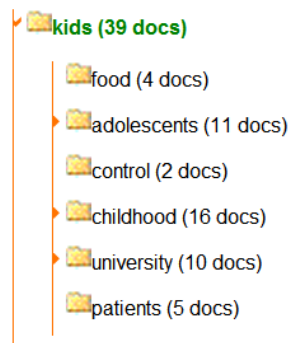 kids (39 docs)
food (4 docs)
adolescents (11 docs)
control (2 docs)
childhood (16 docs)
university (10 docs)
patients (5 docs)